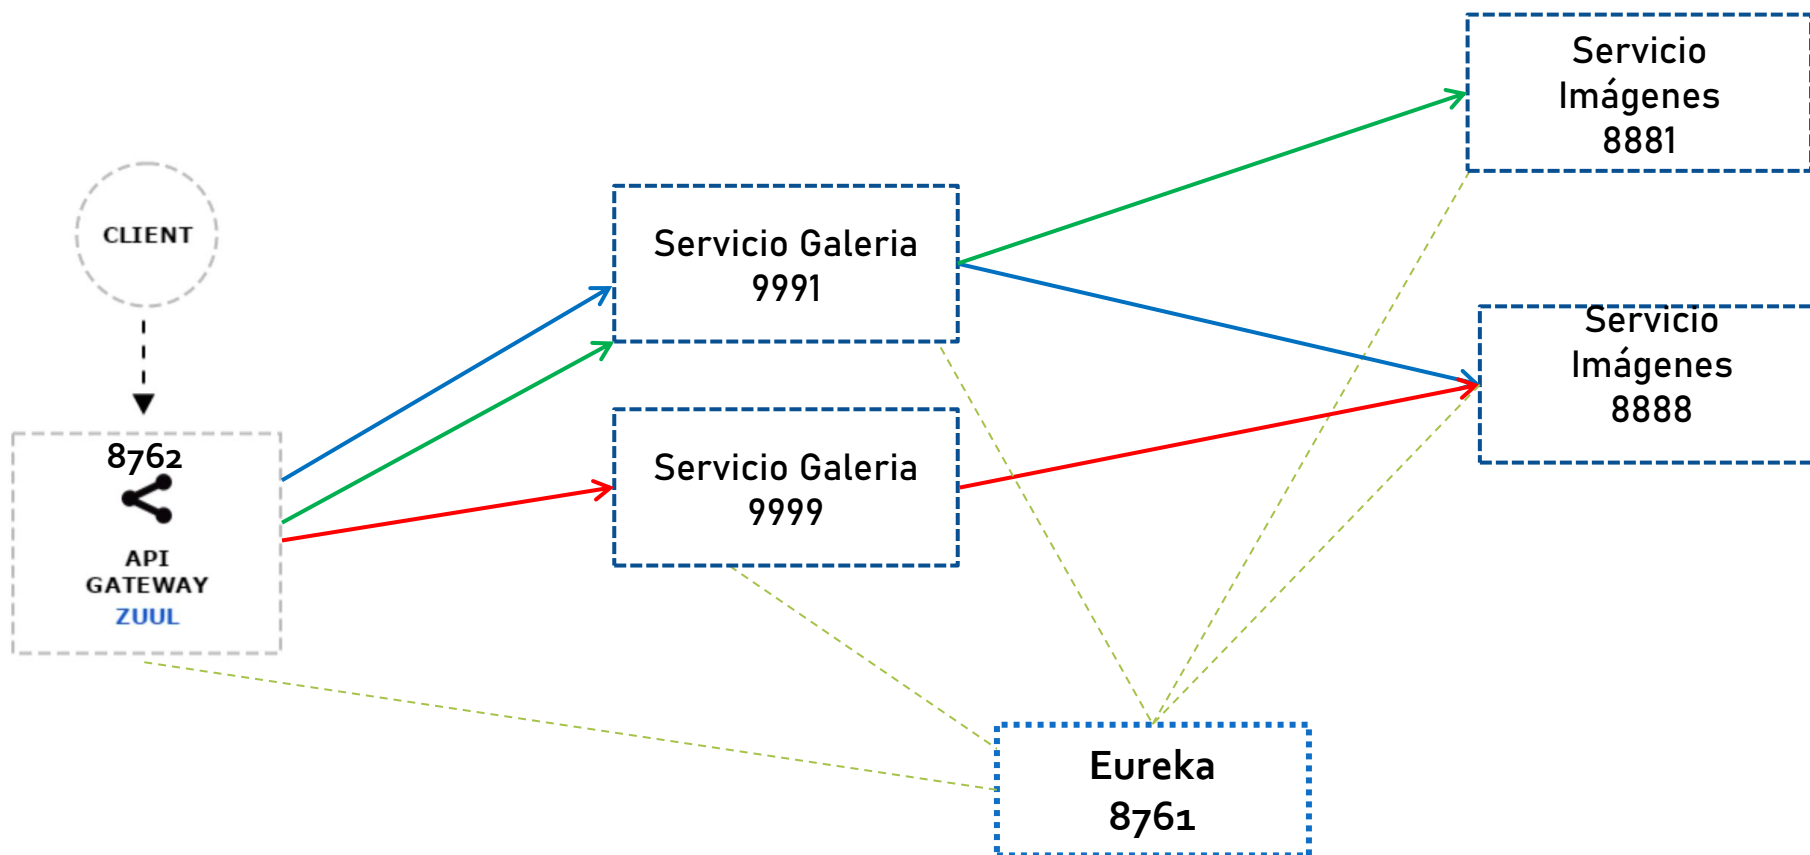 CLIENT
8762
API
GATEWAY
ZUUL
Servicio Galeria
9991
Servicio Galeria
9999
Servicio
Imágenes
8881
Servicio
Imágenes
8888
Eureka
8761